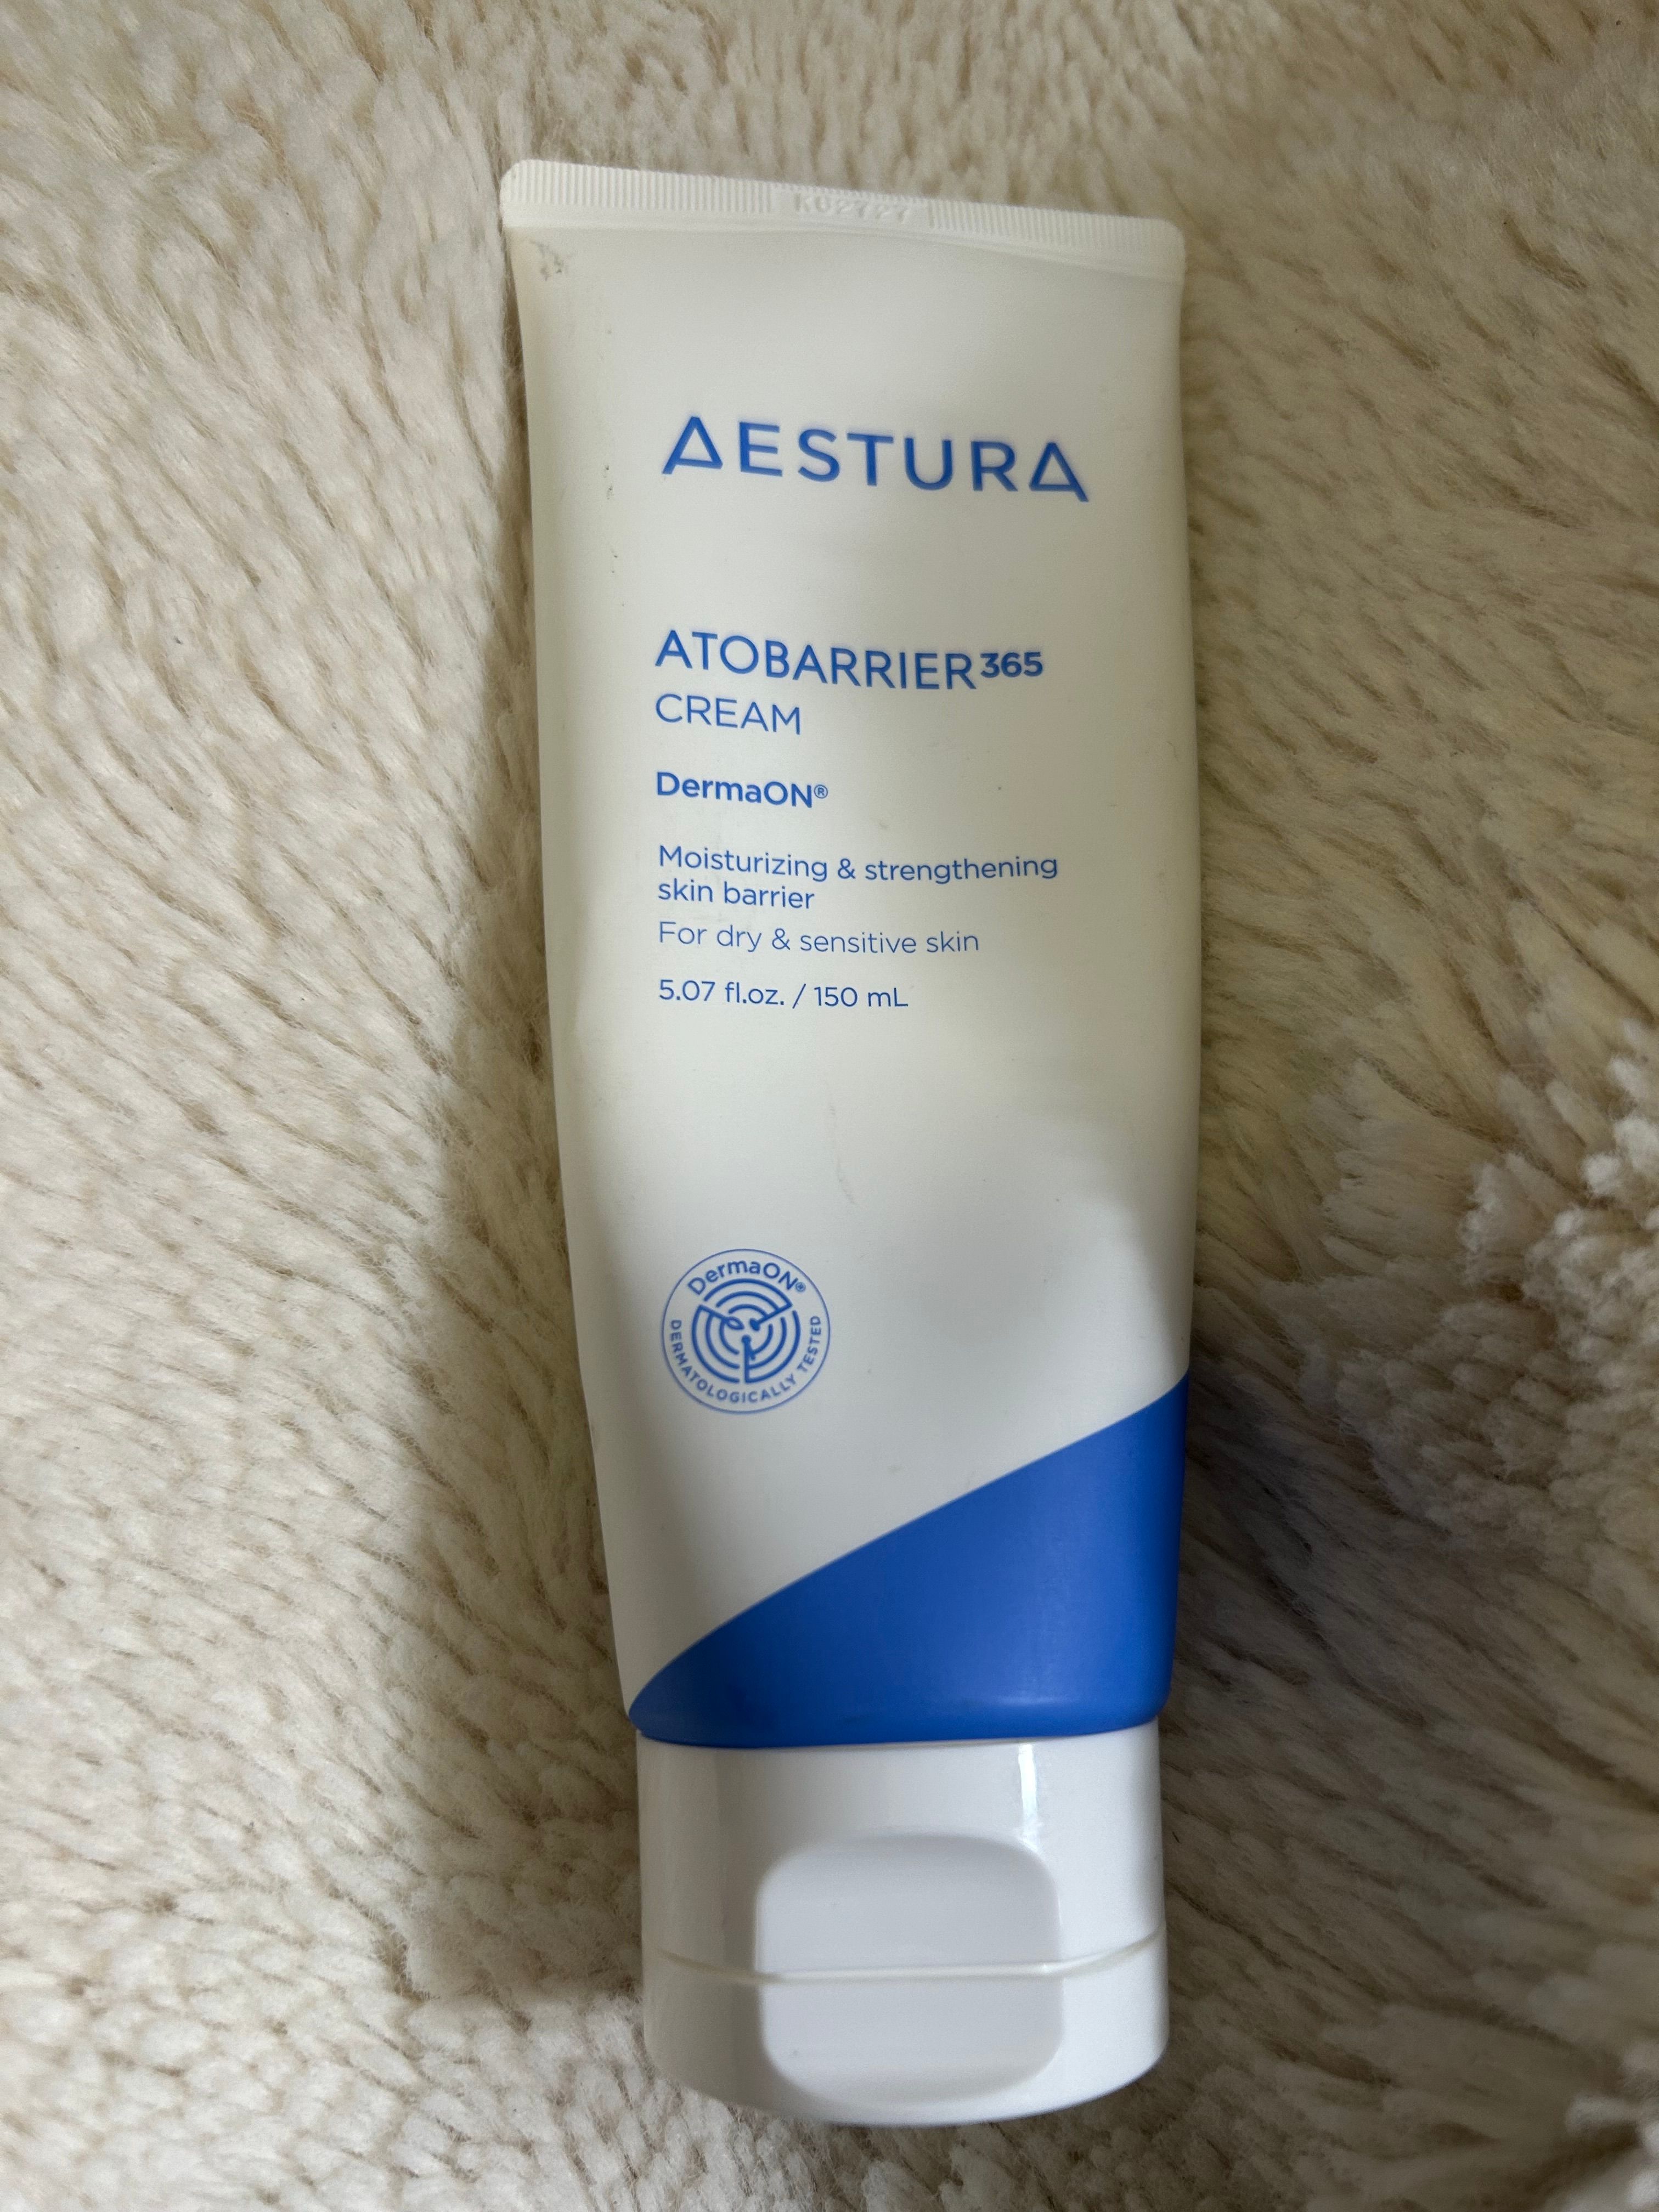 AESTURA
ATOBARRIER365
CREAM
DermaON®
Moisturizing & strengthening
skin barrier
For dry & sensitive skin
5.07 fl.oz. / 150 mL
DermaON®
DERMATOLOGICALLY TESTED